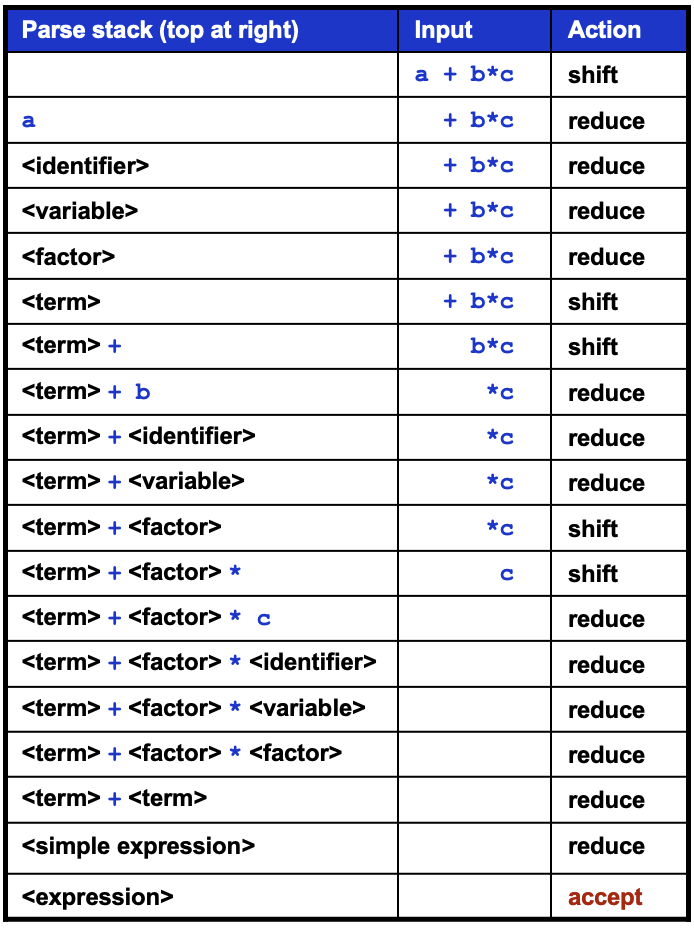 Parse stack (top at right) Input Action
a + b*c shift
a + b*c reduce
<identifier> + b*c reduce
<variable> + b*c reduce
<factor> + b*c reduce
<term> + b*c shift
<term> + b*c shift
<term> + b *c reduce
<term> + <identifier> *c reduce
<term> + <variable> *c reduce
<term> + <factor> *c shift
<term> + <factor> * c shift
<term> + <factor> * c reduce
<term> + <factor> * <identifier> reduce
<term> + <factor> * <variable> reduce
<term> + <factor> * <factor> reduce
<term> + <term> reduce
<simple expression> reduce
<expression> accept